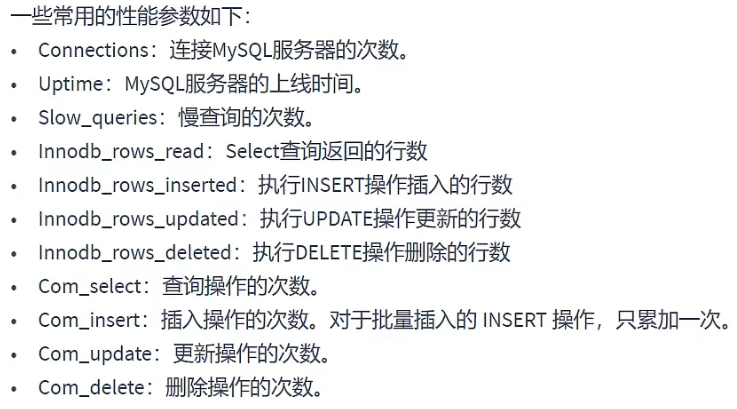 一些常用的性能参数如下：
• Connections：连接MySQL服务器的次数。
• Uptime：MySQL服务器的上线时间。
• Slow_queries：慢查询的次数。
• Innodb_rows_read：Select查询返回的行数
• Innodb_rows_inserted：执行INSERT操作插入的行数
• Innodb_rows_updated：执行UPDATE操作更新的行数
• Innodb_rows_deleted：执行DELETE操作删除的行数
• Com_select：查询操作的次数。
• Com_insert：插入操作的次数。对于批量插入的 INSERT 操作，只累加一次。
• Com_update：更新操作的次数。
• Com_delete：删除操作的次数。